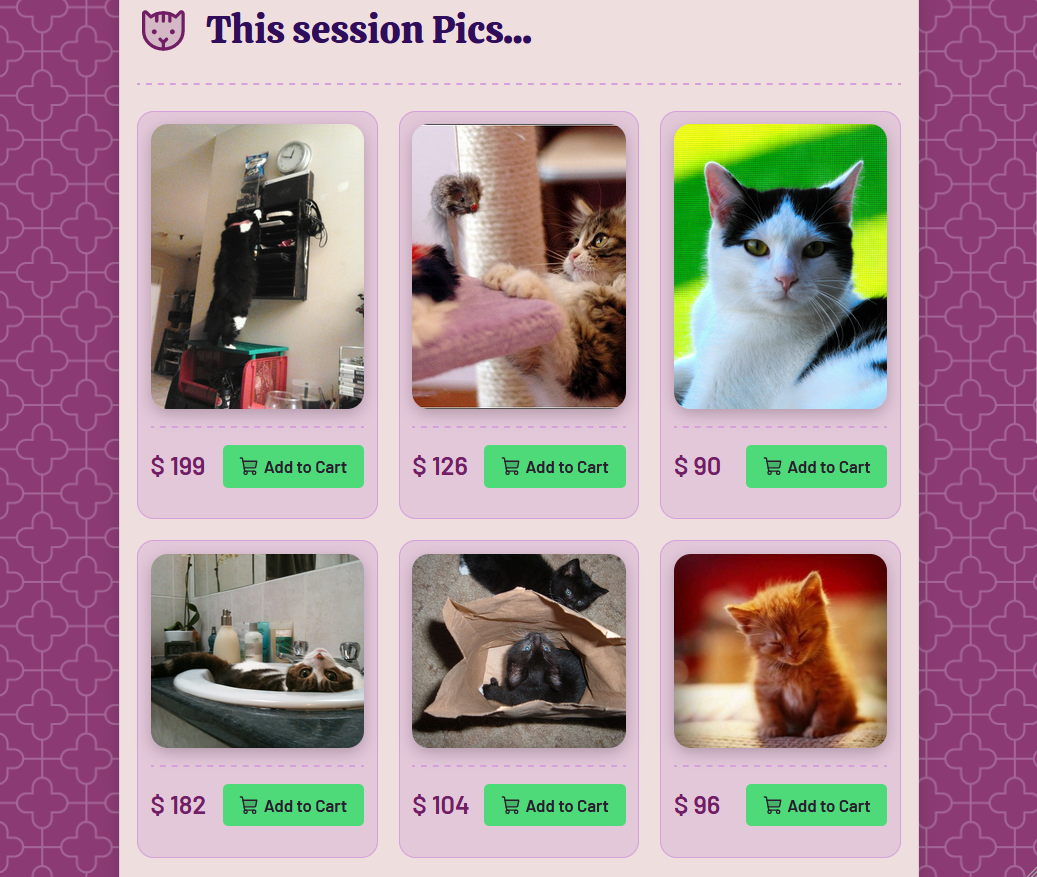 This session Pics...
$ 199 Add to Cart
$ 126 Add to Cart
$ 90 Add to Cart
$ 182 Add to Cart
$ 104 Add to Cart
$ 96 Add to Cart